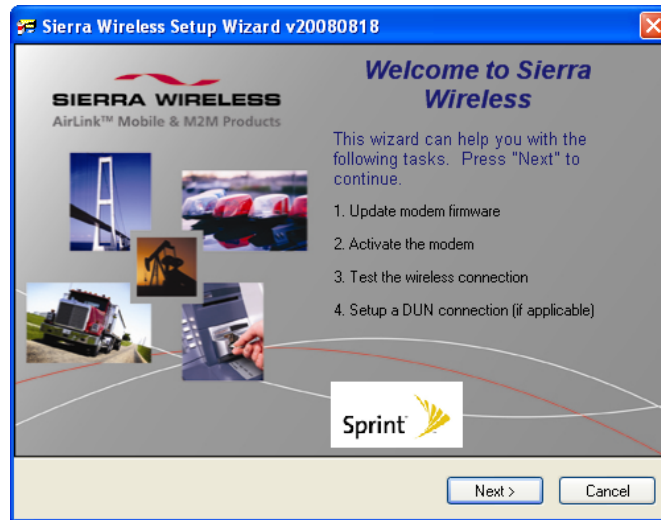 Sierra Wireless Setup Wizard v20080818
SIERRA WIRELESS
AirLink™ Mobile & M2M Products
Welcome to Sierra
Wireless
This wizard can help you with the
following tasks. Press "Next" to
continue.
1. Update modem firmware
2. Activate the modem
3. Test the wireless connection
4. Setup a DUN connection (if applicable)
Sprint
Next >
Cancel